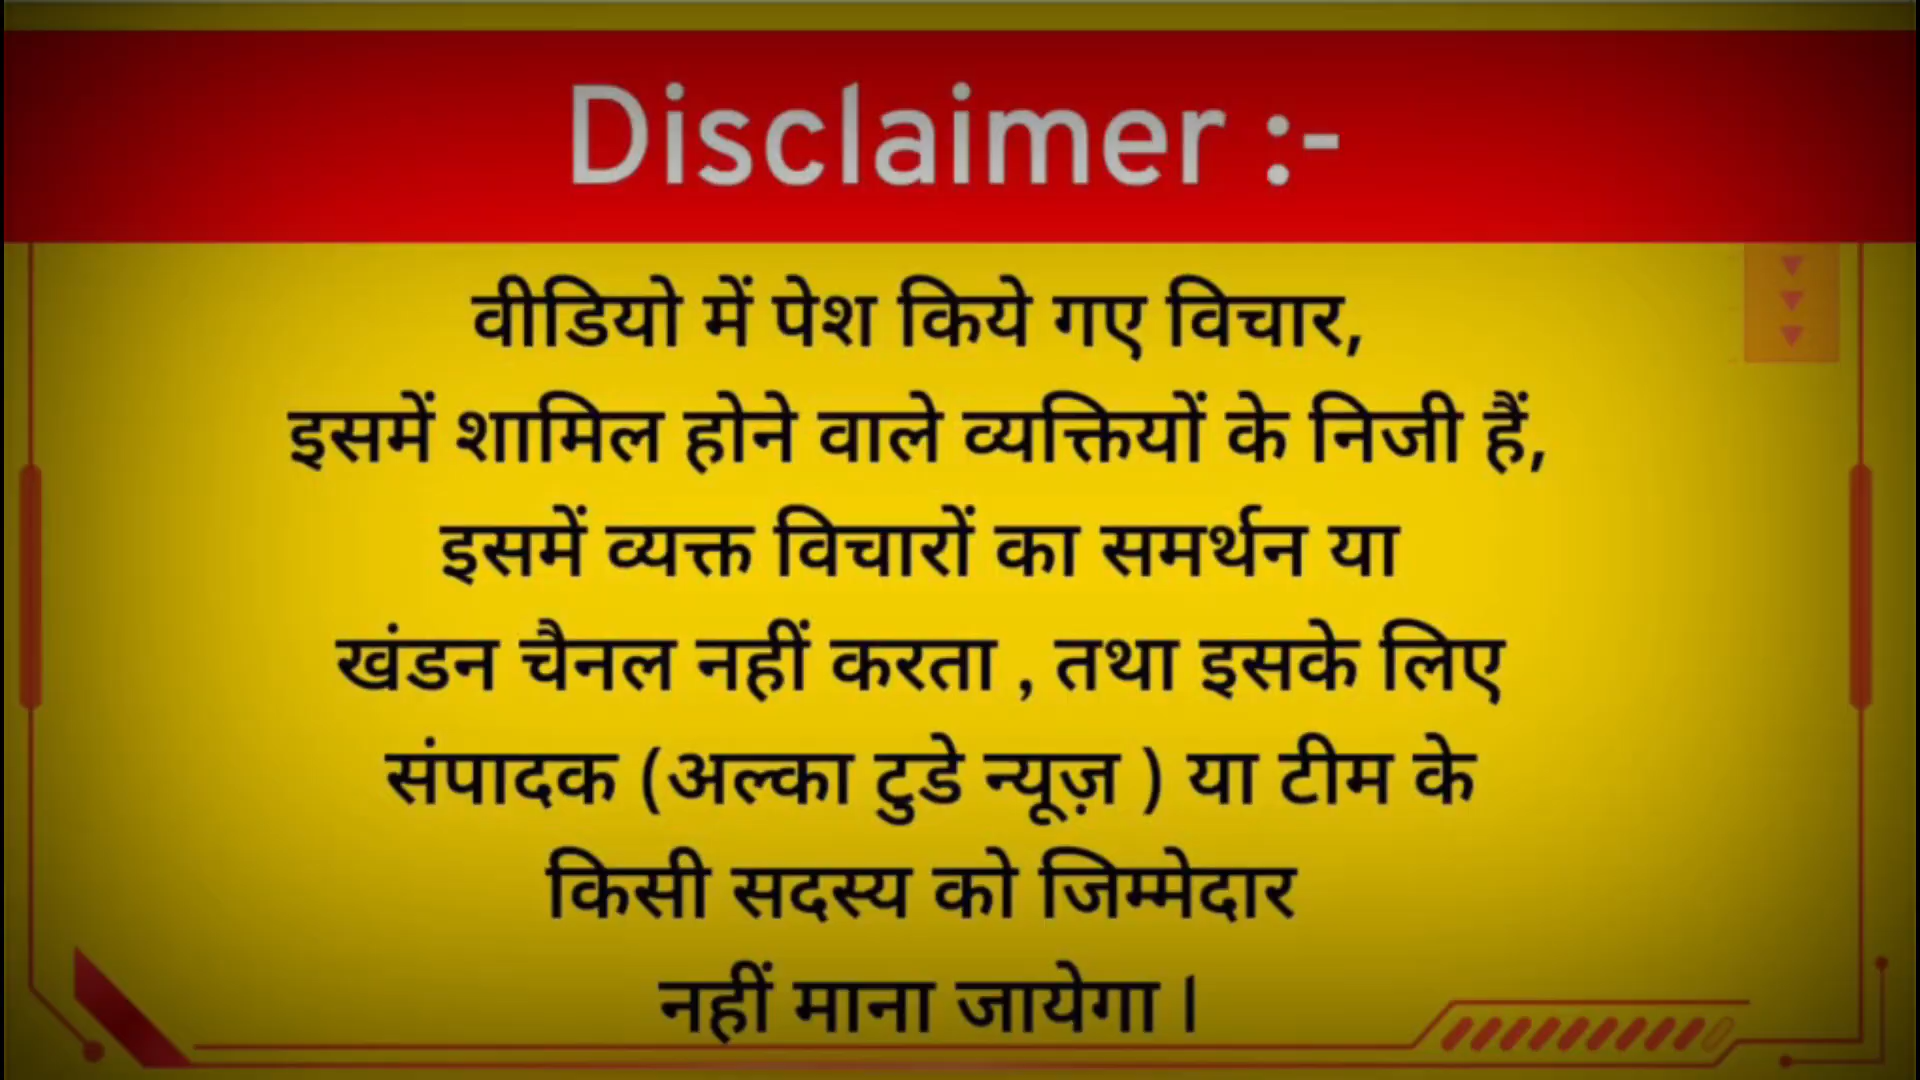 Disclaimer :-
वीडियो में पेश किये गए विचार,
इसमें शामिल होने वाले व्यक्तियों के निजी हैं,
इसमें व्यक्त विचारों का समर्थन या
खंडन चैनल नहीं करता , तथा इसके लिए
संपादक (अल्का टुडे न्यूज़ ) या टीम के
किसी सदस्य को जिम्मेदार
नहीं माना जायेगा ।